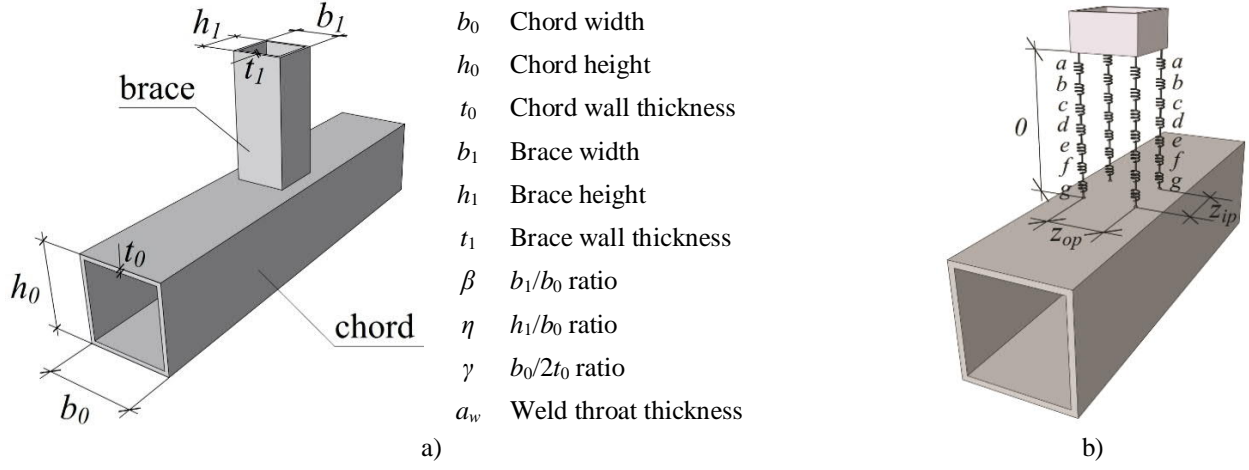 h1
b1
t1
brace
t0
h0
chord
b0
b0 Chord width
h0 Chord height
t0 Chord wall thickness
b1 Brace width
h1 Brace height
t1 Brace wall thickness
β b1/b0 ratio
η h1/b0 ratio
γ b0/2t0 ratio
aw Weld throat thickness
a)
a a
b b
c c
0 d d
e e
f f
g g
zip
zop
b)